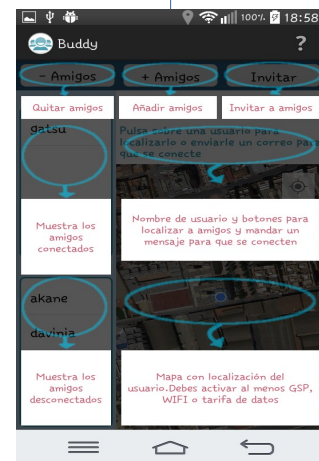 100% 18:58
Buddy ?
- Amigos + Amigos Invitar
Quitar amigos Añadir amigos Invitar a amigos
gatsu
Pulsa sobre una usuario para
localizarlo o enviarle un correo para
que se conecte
Muestra los
amigos
conectados
Nombre de usuario y botones para
localizar a amigos y mandar un
mensaje para que se conecten
akane
davinia
Muestra los
amigos
desconectados
Mapa con localización del
usuario.Debes activar al menos GSP,
WIFI o tarifa de datos